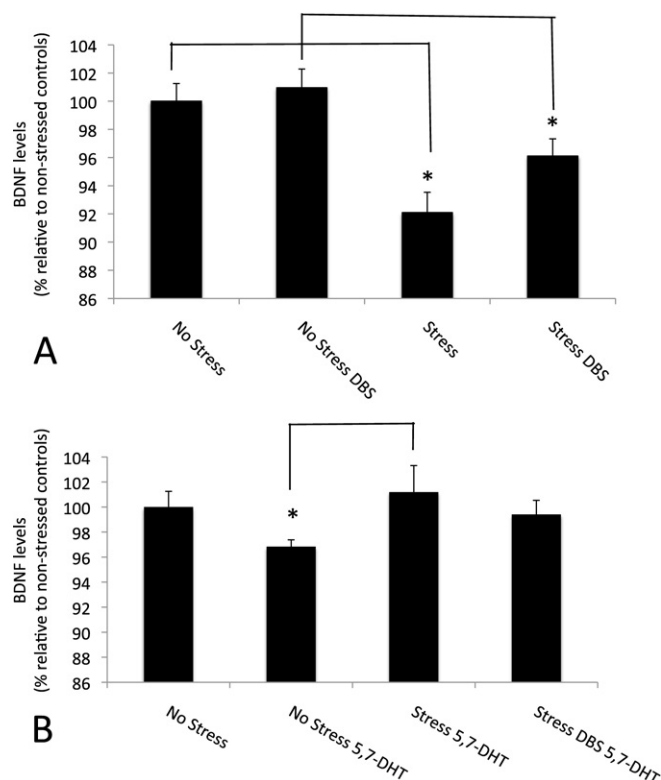 104
102
100
98
96
94
92
90
88
86
BDNF levels
(% relative to non-stressed controls)
*
*
No Stress
No Stress DBS
Stress
Stress DBS
A
104
102
100
98
96
94
92
90
88
86
BDNF levels
(% relative to non-stressed controls)
*
No Stress
No Stress 5,7-DHT
Stress 5,7-DHT
Stress DBS 5,7-DHT
B